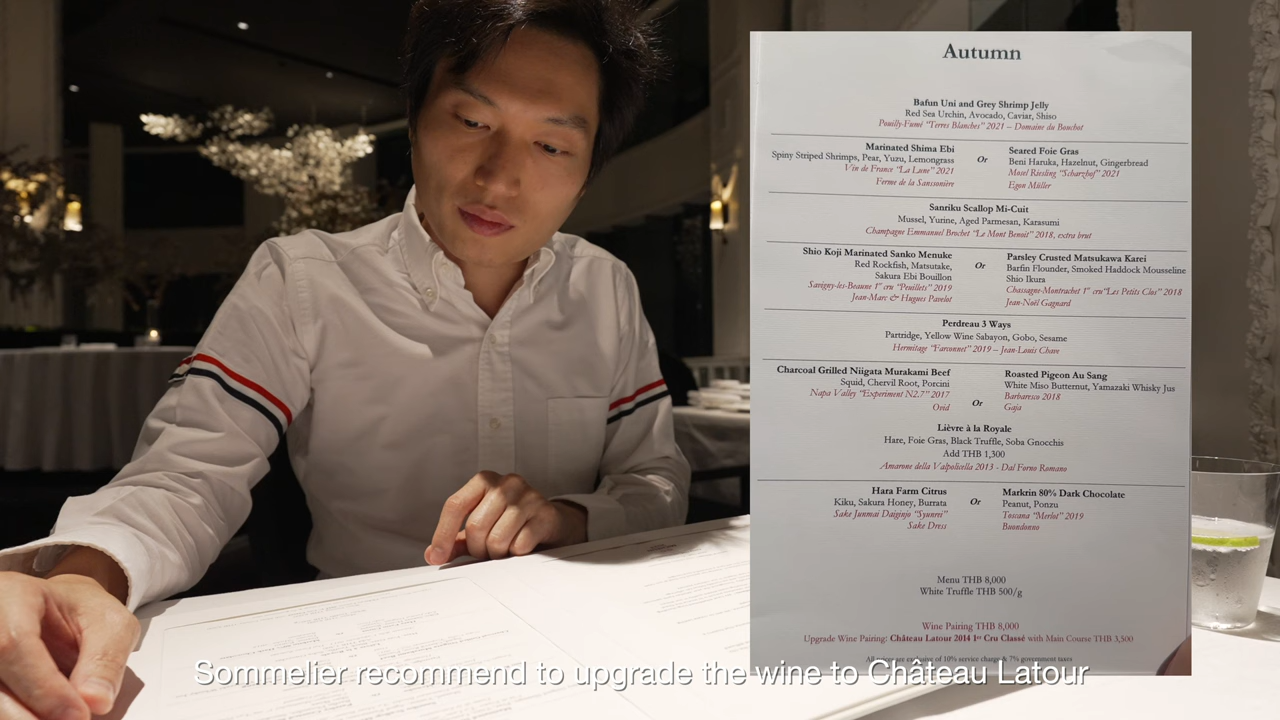 Autumn
Bafun Uni and Grey Shrimp Jelly
Red Sea Urchin, Avocado, Caviar, Shiso
Pouilly-Fumé "Terres Blanches" 2021 – Domaine du Bouchot
Marinated Shima Ebi
Spiny Striped Shrimps, Pear, Yuzu, Lemongrass
Vin de France "La Lune" 2021
Ferme de la Sansonnière
Or
Seared Foie Gras
Beni Haruka, Hazelnut, Gingerbread
Mosel Riesling "Scharzhof" 2021
Egon Müller
Sanriku Scallop Mi-Cuit
Mussel, Yurine, Aged Parmesan, Karasumi
Champagne Emmanuel Brochet "Le Mont Benoit" 2018, extra brut
Shio Koji Marinated Sanko Menuke
Red Rockfish, Matsutake,
Sakura Ebi Bouillon
Savigny-les-Beaune 1er cru "Peuillets" 2019
Jean-Marc & Hugues Pavelot
Or
Parsley Crusted Matsukawa Karei
Barfin Flounder, Smoked Haddock Mousseline
Shio Ikura
Chassagne-Montrachet 1er cru "Les Petits Clos" 2018
Jean-Noël Gagnard
Perdreau 3 Ways
Partridge, Yellow Wine Sabayon, Gobo, Sesame
Hermitage "Farconnet" 2019 – Jean-Louis Chave
Charcoal Grilled Niigata Murakami Beef
Squid, Chervil Root, Porcini
Napa Valley "Experiment N2.7" 2017
Ovid
Or
Roasted Pigeon Au Sang
White Miso Butternut, Yamazaki Whisky Jus
Barbaresco 2018
Gaja
Lièvre à la Royale
Hare, Foie Gras, Black Truffle, Soba Gnocchis
Add THB 1,300
Amarone della Valpolicella 2013 - Dal Forno Romano
Hara Farm Citrus
Kiku, Sakura Honey, Burrata
Sake Junmai Daiginjo "Syunrei"
Sake Dress
Or
Markrin 80% Dark Chocolate
Peanut, Ponzu
Toscana "Merlot" 2019
Buondonno
Menu THB 8,000
White Truffle THB 500/g
Wine Pairing THB 8,000
Upgrade Wine Pairing: Château Latour 2014 1er Cru Classé with Main Course THB 3,500
All prices are exclusive of 10% service charge & 7% government taxes
Sommelier recommend to upgrade the wine to Château Latour